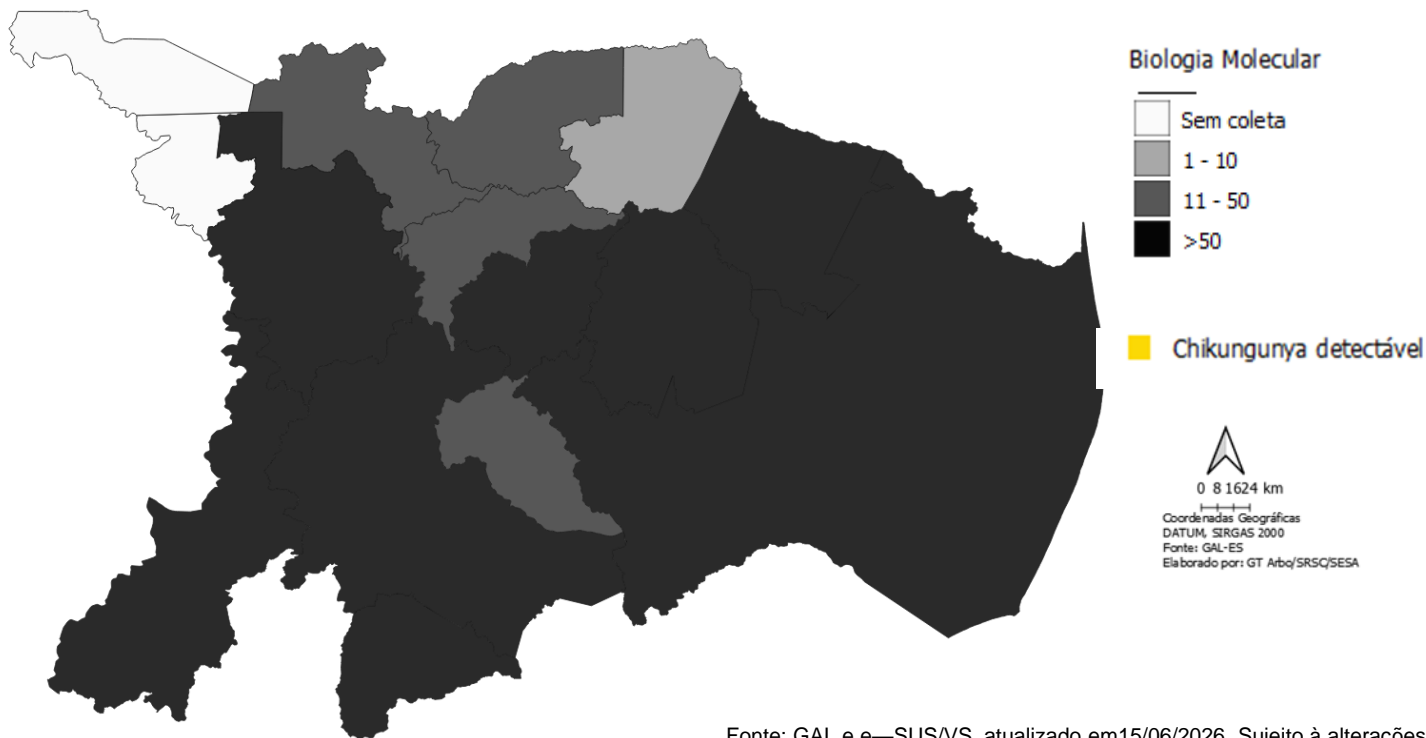 Biologia Molecular
Sem coleta
1 - 10
11 - 50
>50
Chikungunya detectável
0 8 1624 km
Coordenadas Geográficas
DATUM, SIRGAS 2000
Fonte: GAL-ES
Elaborado por: GT Arbo/SRSC/SESA
Fonte: GAL e e—SUS/VS, atualizado em15/06/2026. Sujeito à alterações